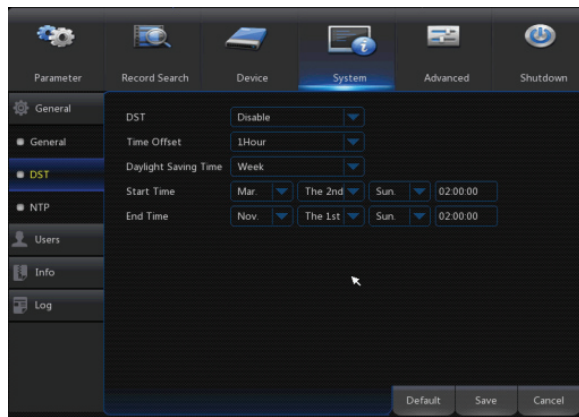 Parameter Record Search Device System Advanced Shutdown
General
General
DST
NTP
Users
Info
Log
DST Disable
Time Offset 1Hour
Daylight Saving Time Week
Start Time Mar. The 2nd Sun. 02:00:00
End Time Nov. The 1st Sun. 02:00:00
Default Save Cancel